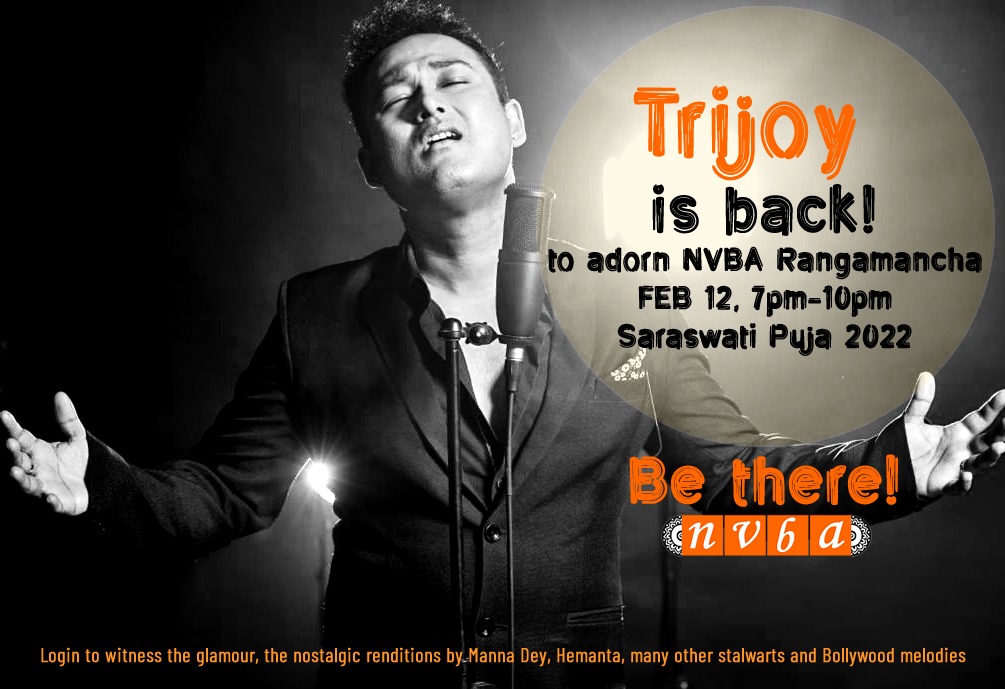 Trijoy
is back!
to adorn NVBA Rangamancha
FEB 12, 7pm-10pm
Saraswati Puja 2022
Be there!
nvba
Login to witness the glamour, the nostalgic renditions by Manna Dey, Hemanta, many other stalwarts and Bollywood melodies